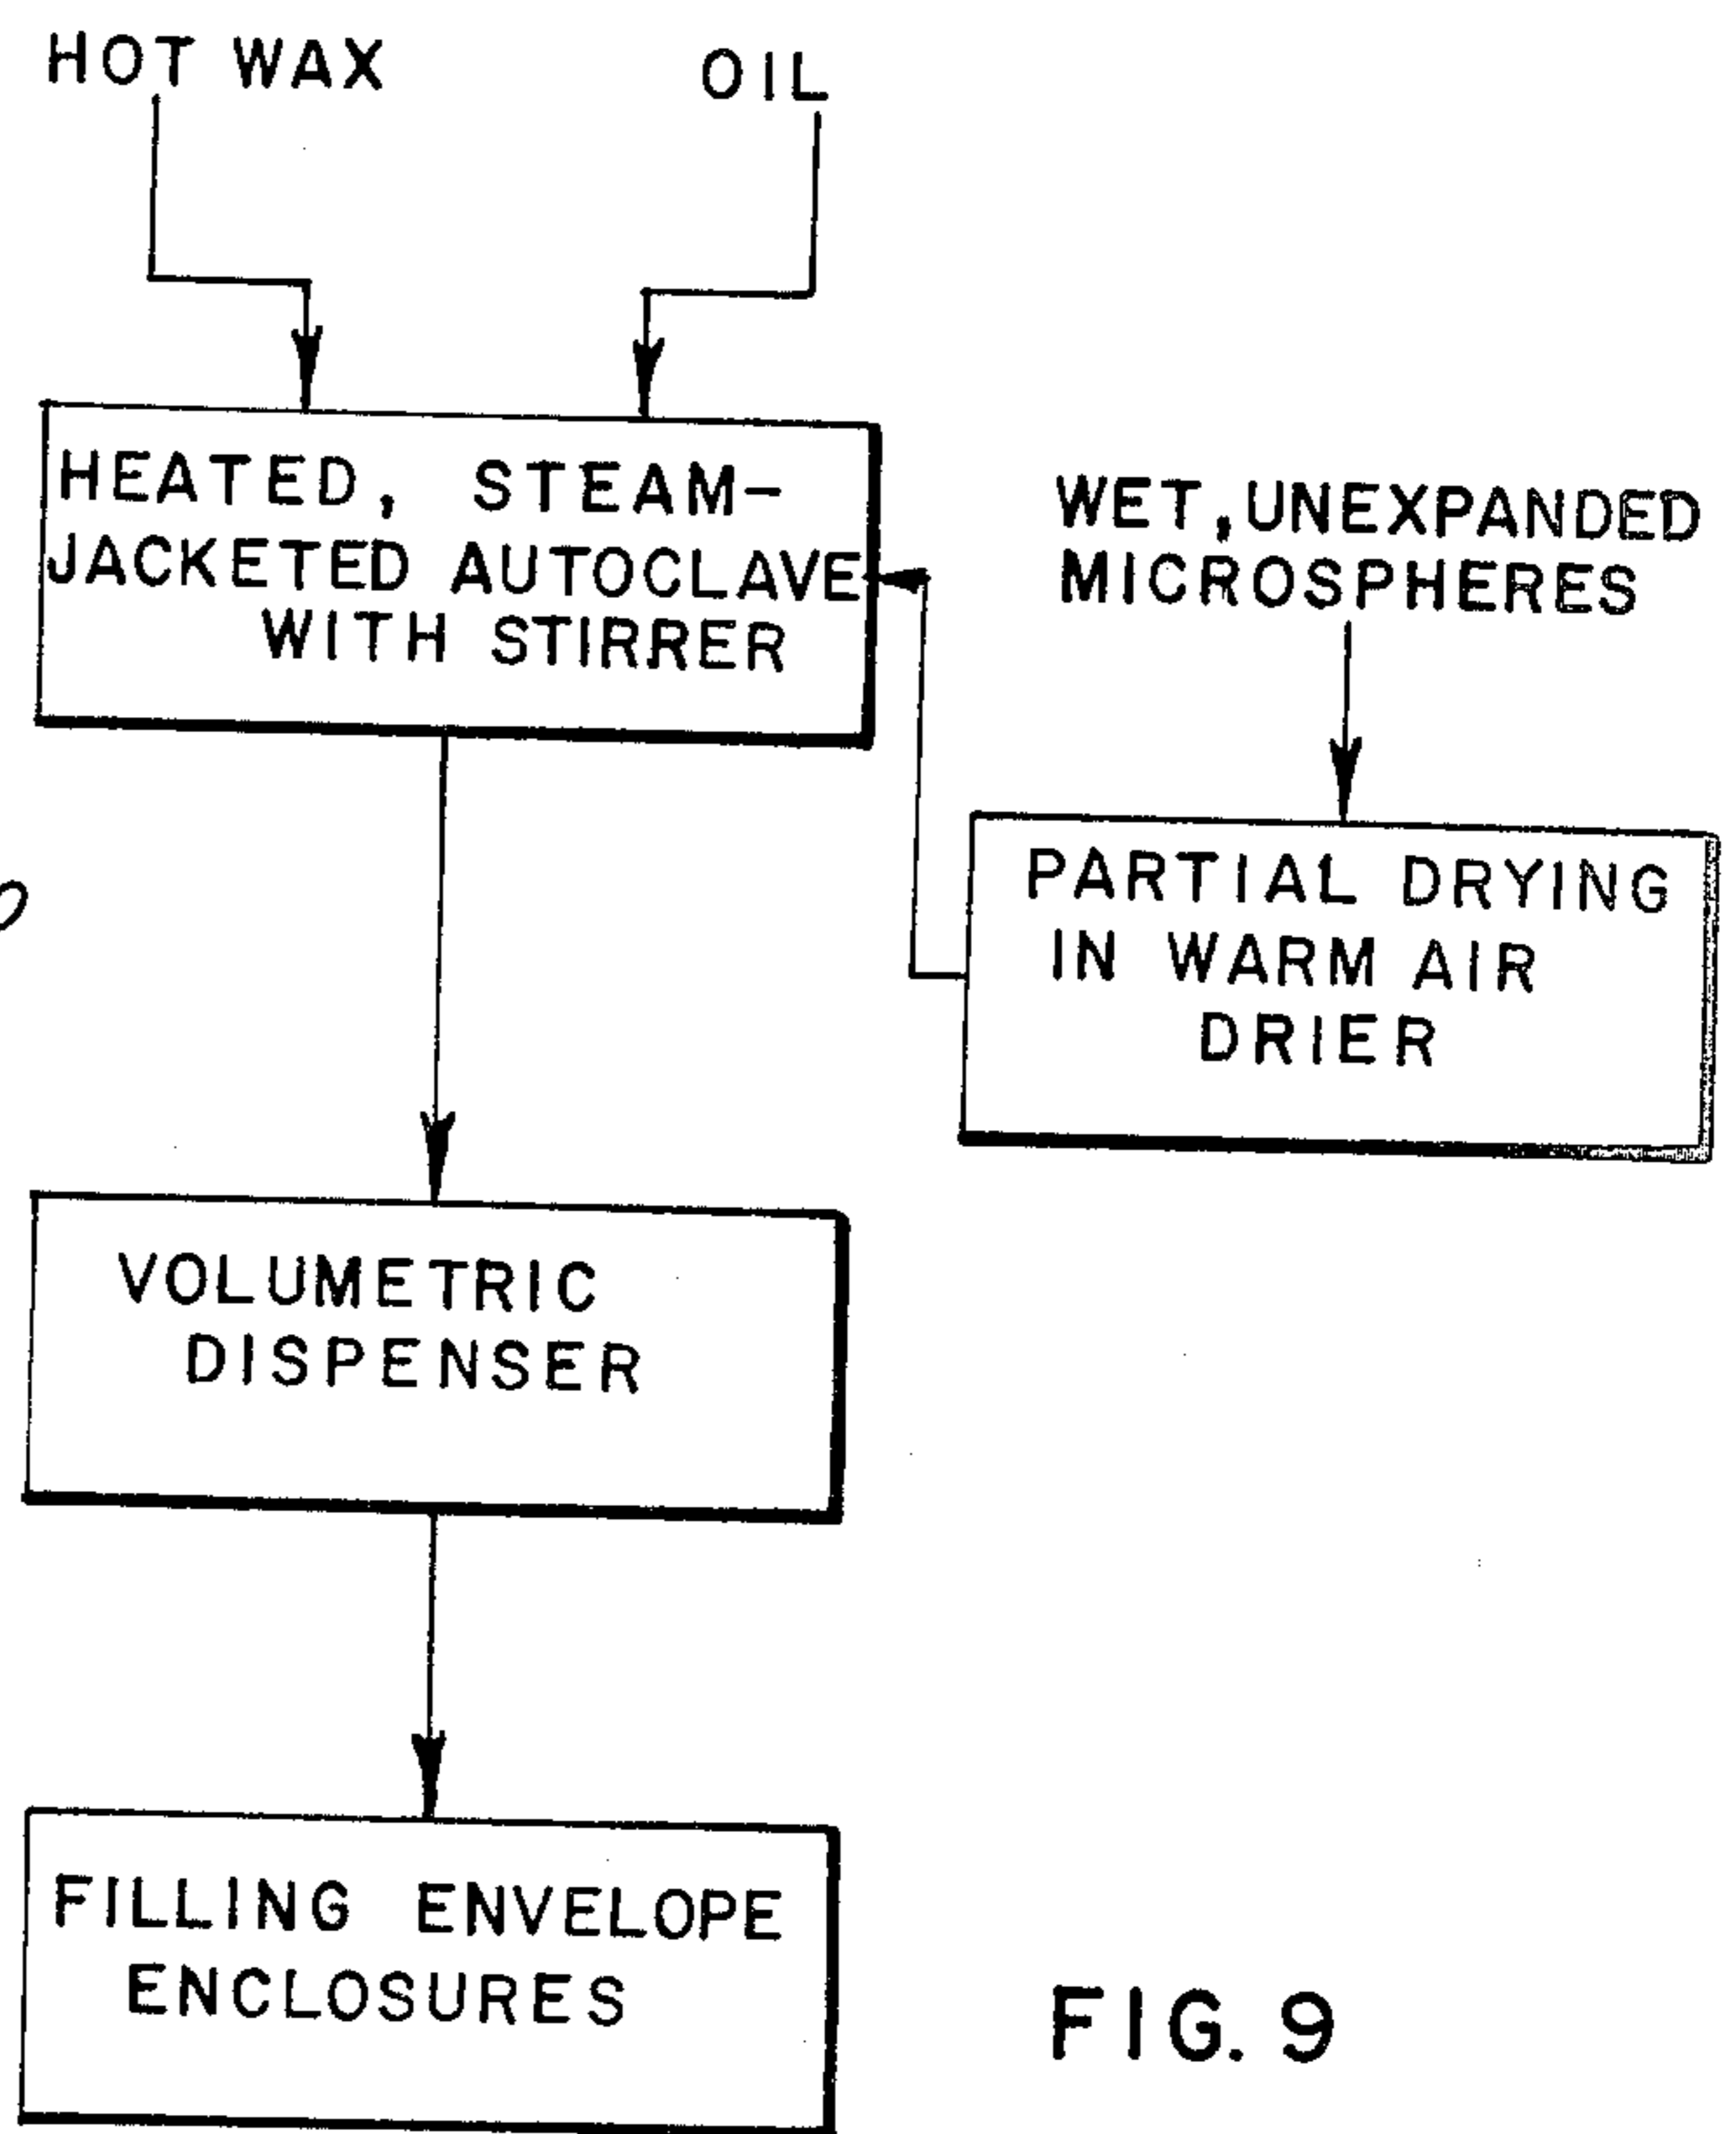 HOT WAX
OIL
HEATED, STEAM-
JACKETED AUTOCLAVE
WITH STIRRER
WET, UNEXPANDED
MICROSPHERES
PARTIAL DRYING
IN WARM AIR
DRIER
VOLUMETRIC
DISPENSER
FILLING ENVELOPE
ENCLOSURES
FIG. 9